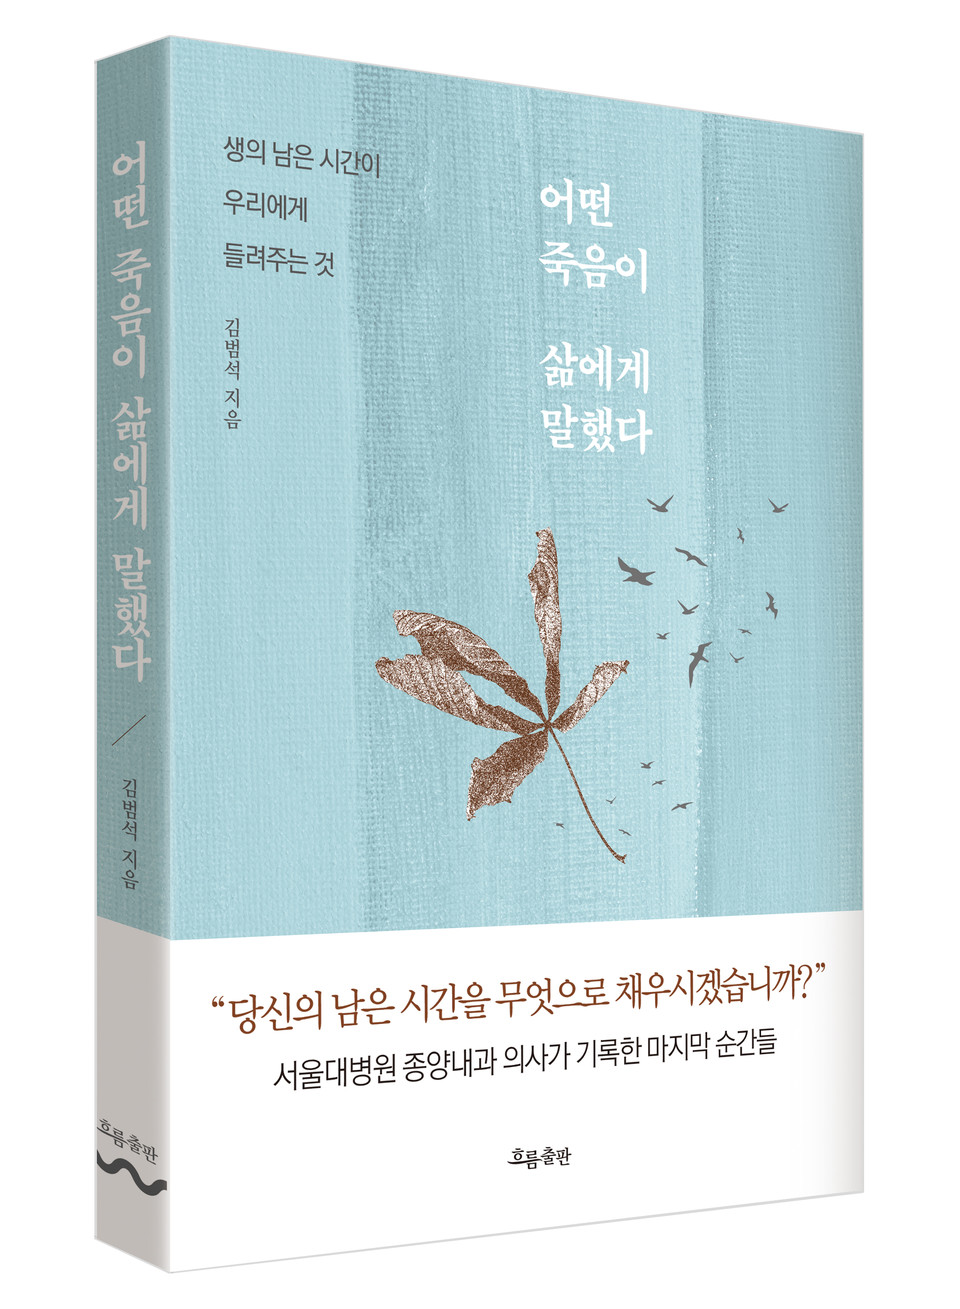 어떤 죽음이 삶에게 말했다
김범석 지음
흐름출판
생의 남은 시간이
우리에게
들려주는 것
김범석 지음
어떤
죽음이
삶에게
말했다
“당신의 남은 시간을 무엇으로 채우시겠습니까?”
서울대병원 종양내과 의사가 기록한 마지막 순간들
흐름출판